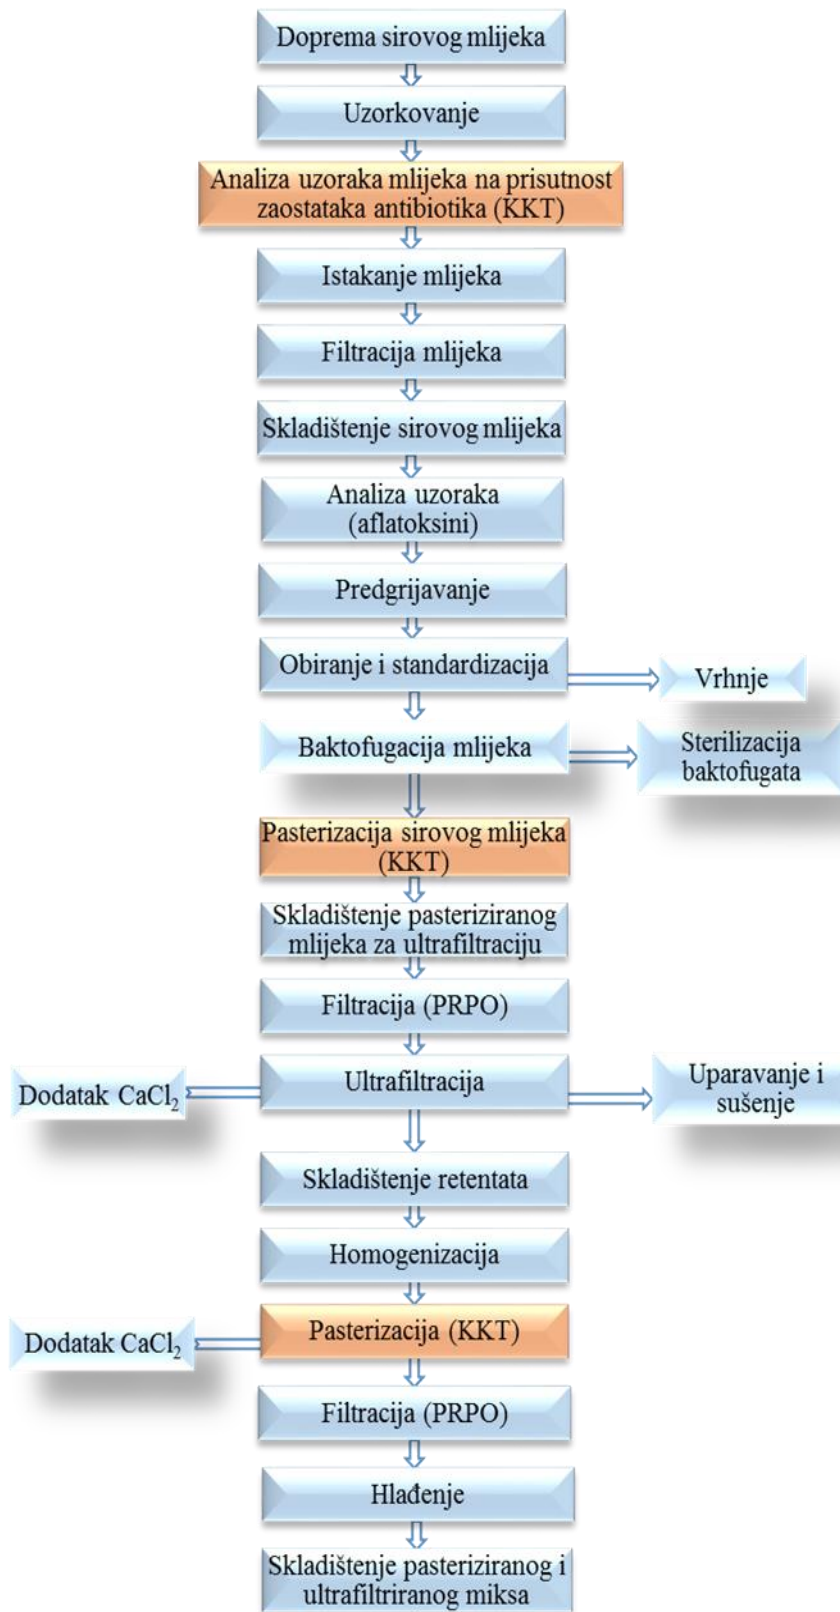 Doprema sirovog mlijeka
Uzorkovanje
Analiza uzoraka mlijeka na prisutnost
zaostataka antibiotika (KKT)
Istakanje mlijeka
Filtracija mlijeka
Skladištenje sirovog mlijeka
Analiza uzoraka
(aflatoksini)
Predgrijavanje
Obiranje i standardizacija
Vrhnje
Baktofugacija mlijeka
Sterilizacija
baktofugata
Pasterizacija sirovog mlijeka
(KKT)
Skladištenje pasteriziranog
mlijeka za ultrafiltraciju
Filtracija (PRPO)
Dodatak CaCl₂
Ultrafiltracija
Uparavanje i
sušenje
Skladištenje retentata
Homogenizacija
Dodatak CaCl₂
Pasterizacija (KKT)
Filtracija (PRPO)
Hlađenje
Skladištenje pasteriziranog i
ultrafiltriranog miksa